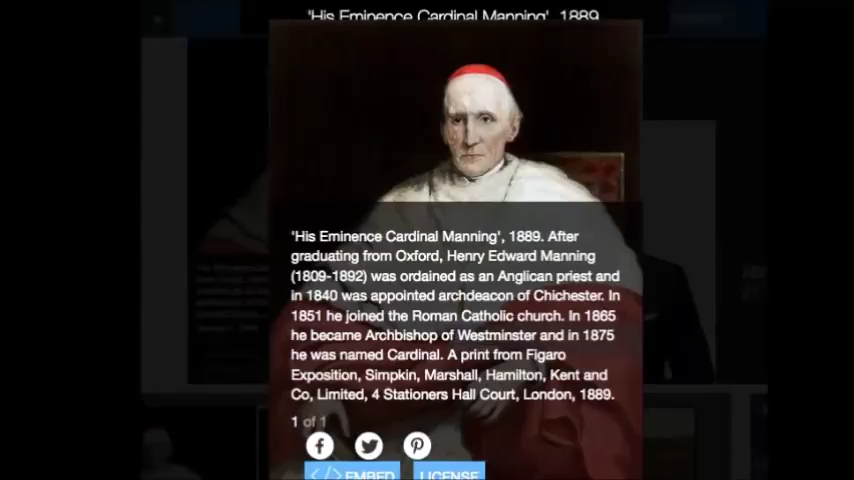 'His Eminence Cardinal Manning', 1889
'His Eminence Cardinal Manning', 1889. After
graduating from Oxford, Henry Edward Manning
(1809-1892) was ordained as an Anglican priest and
in 1840 was appointed archdeacon of Chichester. In
1851 he joined the Roman Catholic church. In 1865
he became Archbishop of Westminster and in 1875
he was named Cardinal. A print from Figaro
Exposition, Simpkin, Marshall, Hamilton, Kent and
Co, Limited, 4 Stationers Hall Court, London, 1889.
1 of 1
</> EMBED LICENSE